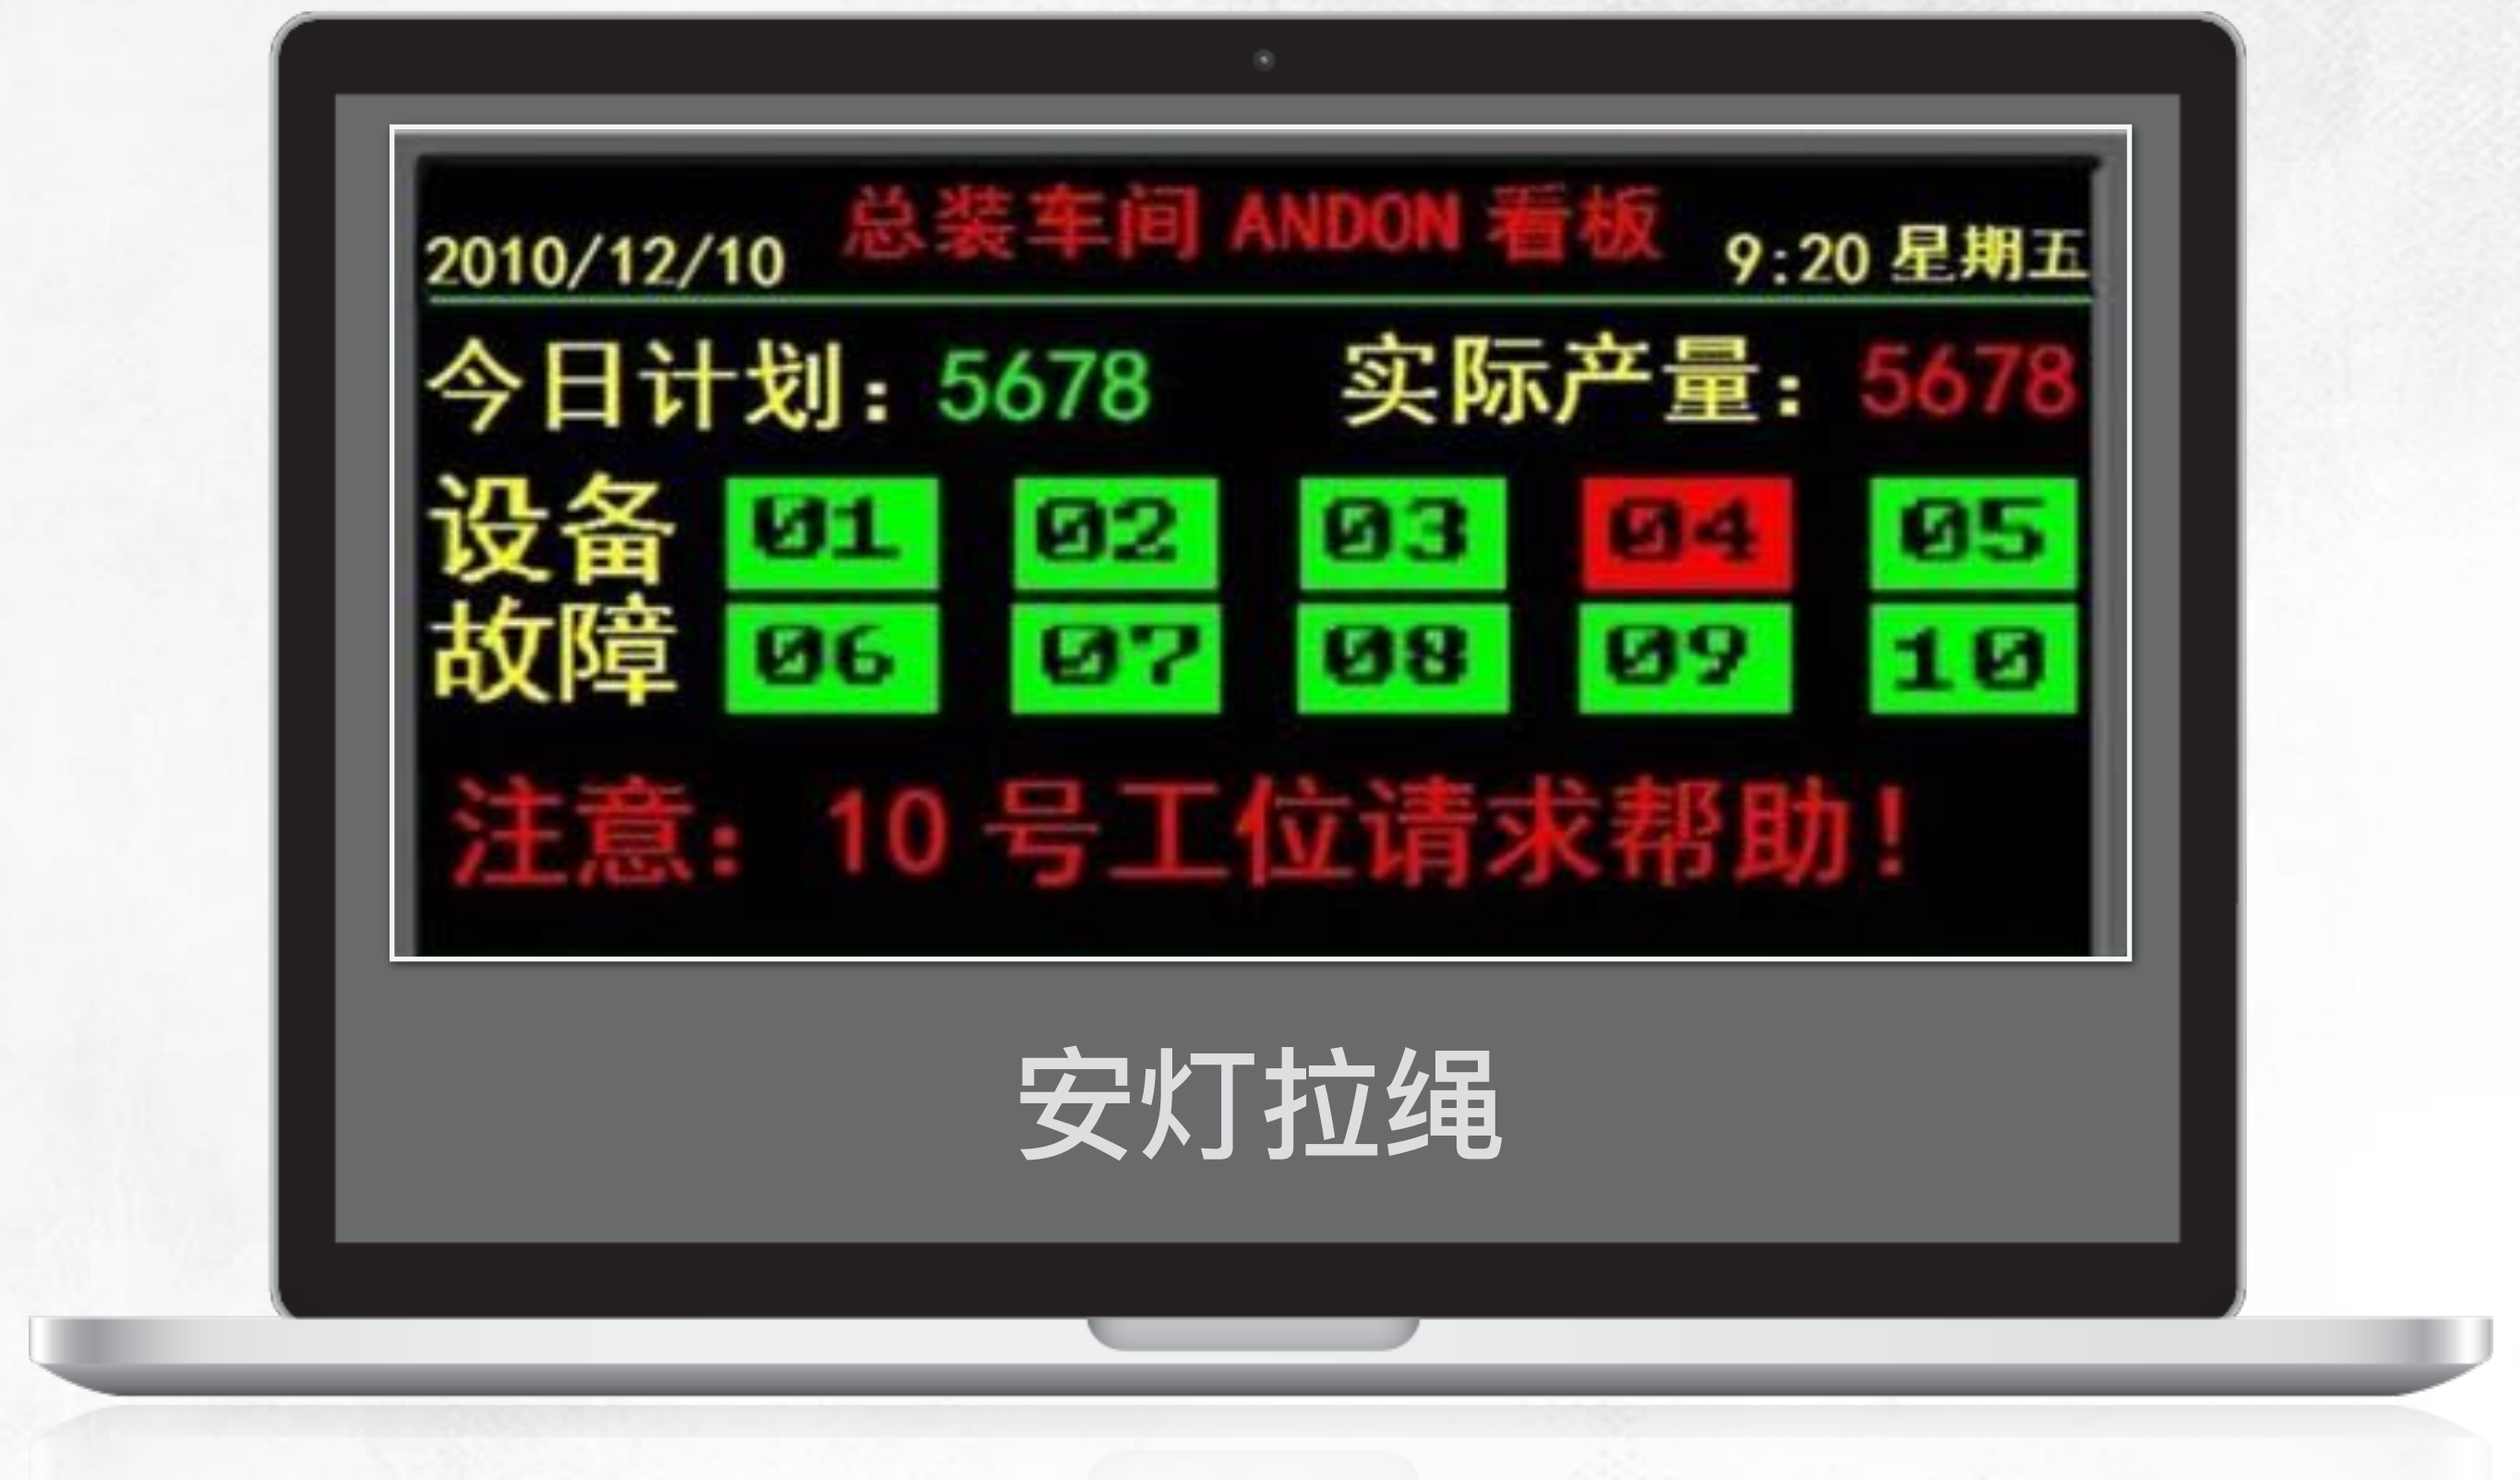 总装车间 ANDON 看板
2010/12/10 9:20 星期五
今日计划：5678 实际产量：5678
设备 01 02 03 04 05
故障 06 07 08 09 10
注意：10 号工位请求帮助！
安灯拉绳